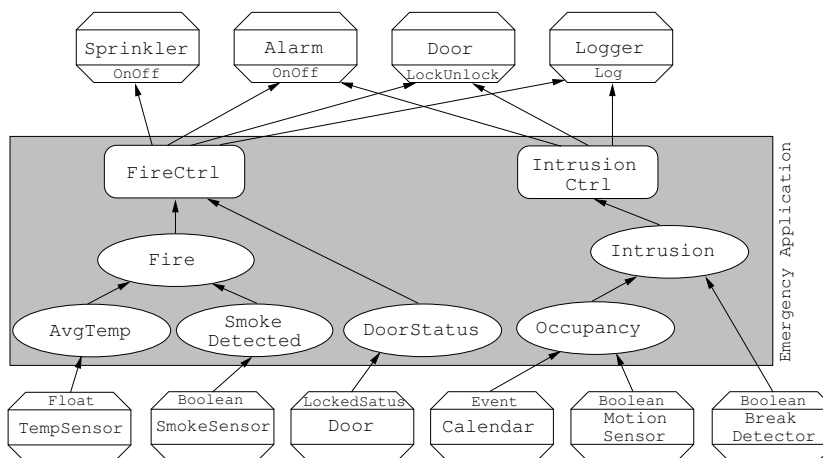 Sprinkler
OnOff
Alarm
OnOff
Door
LockUnlock
Logger
Log
FireCtrl
Intrusion
Ctrl
Emergency Application
Fire
Intrusion
AvgTemp
Smoke
Detected
DoorStatus
Occupancy
Float
TempSensor
Boolean
SmokeSensor
LockedSatus
Door
Event
Calendar
Boolean
Motion
Sensor
Boolean
Break
Detector